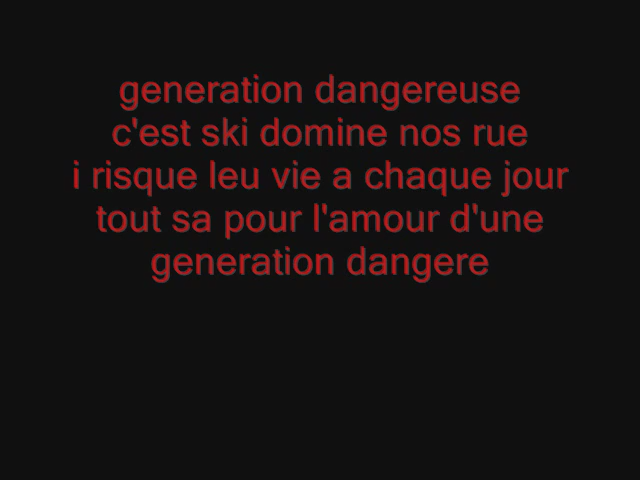 generation dangereuse
c'est ski domine nos rue
i risque leu vie a chaque jour
tout sa pour l'amour d'une
generation dangere